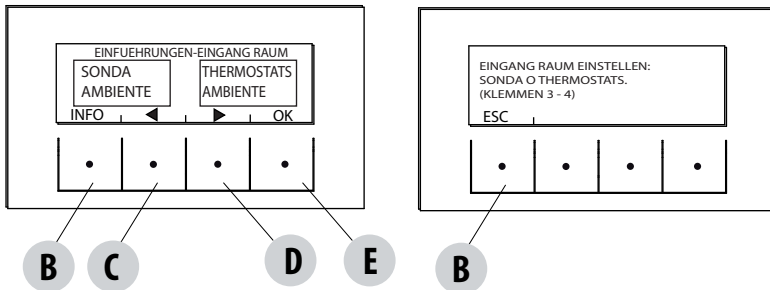 EINFUEHRUNGEN-EINGANG RAUM
SONDA
AMBIENTE
THERMOSTATS
AMBIENTE
INFO ◀ ▶ OK
B C D E
EINGANG RAUM EINSTELLEN:
SONDA O THERMOSTATS.
(KLEMMEN 3 - 4)
ESC
B